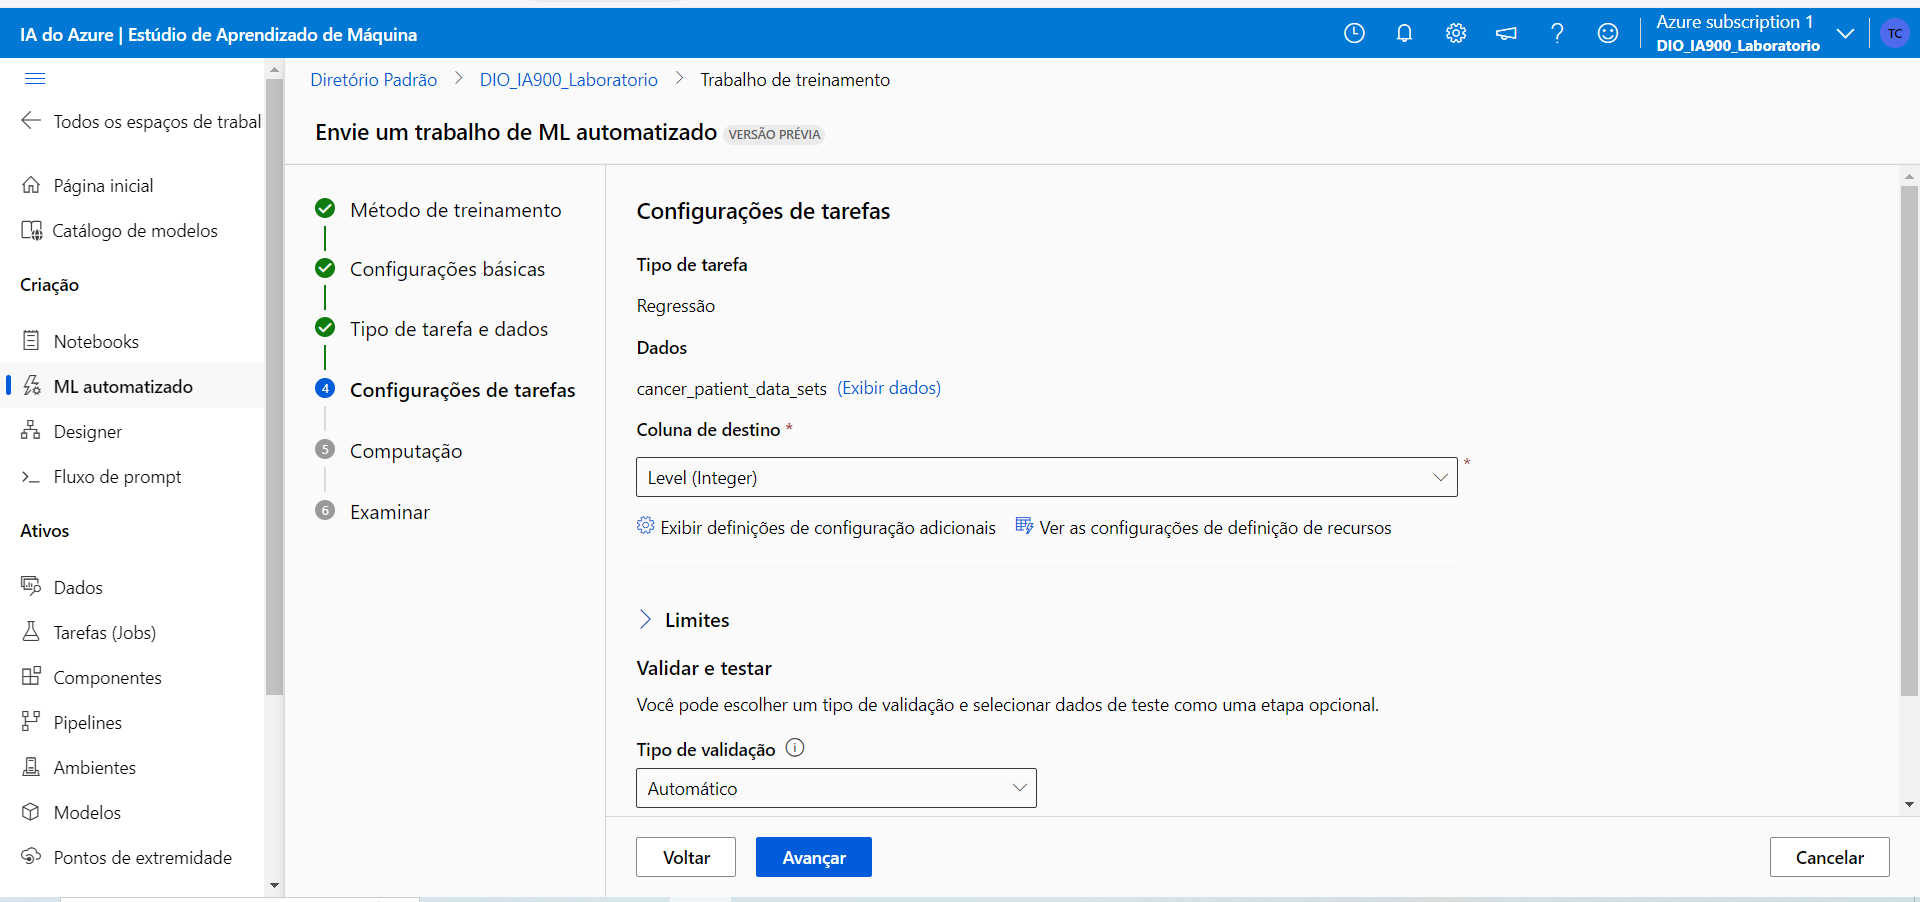 IA do Azure | Estúdio de Aprendizado de Máquina
Azure subscription 1
DIO_IA900_Laboratorio
TC
Todos os espaços de trabal
Página inicial
Catálogo de modelos
Criação
Notebooks
ML automatizado
Designer
Fluxo de prompt
Ativos
Dados
Tarefas (Jobs)
Componentes
Pipelines
Ambientes
Modelos
Pontos de extremidade
Diretório Padrão > DIO_IA900_Laboratorio > Trabalho de treinamento
Envie um trabalho de ML automatizado VERSÃO PRÉVIA
Método de treinamento
Configurações básicas
Tipo de tarefa e dados
4 Configurações de tarefas
5 Computação
6 Examinar
Configurações de tarefas
Tipo de tarefa
Regressão
Dados
cancer_patient_data_sets (Exibir dados)
Coluna de destino *
Level (Integer) *
Exibir definições de configuração adicionais Ver as configurações de definição de recursos
Limites
Validar e testar
Você pode escolher um tipo de validação e selecionar dados de teste como uma etapa opcional.
Tipo de validação
Automático
Voltar Avançar Cancelar